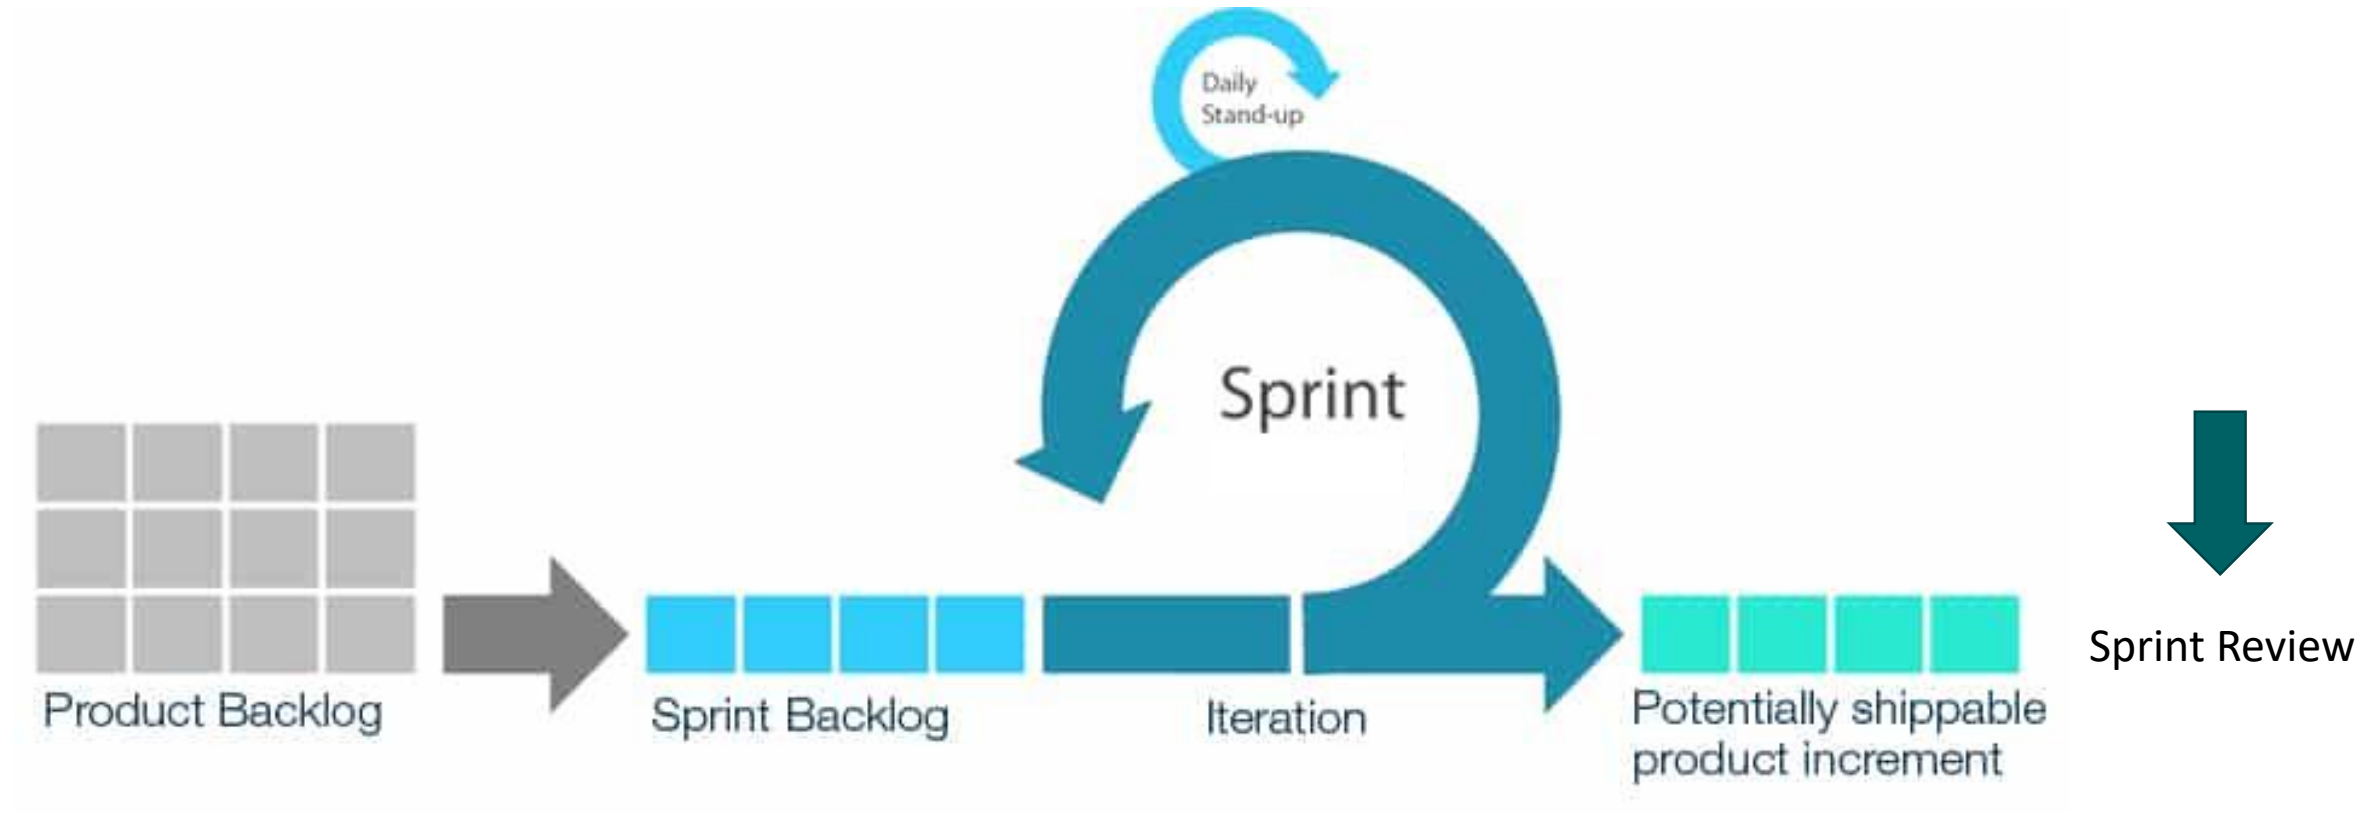 Daily
Stand-up
Sprint
Product Backlog
Sprint Backlog
Iteration
Potentially shippable
product increment
Sprint Review